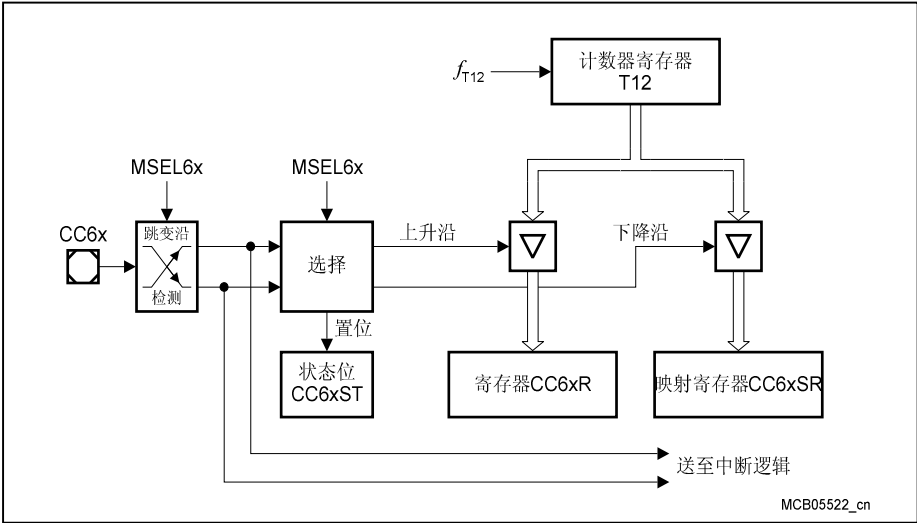 计数器寄存器
T12
fT12
MSEL6x
MSEL6x
CC6x
跳变沿
检测
选择
上升沿
下降沿
置位
状态位
CC6xST
寄存器CC6xR
映射寄存器CC6xSR
送至中断逻辑
MCB05522_cn